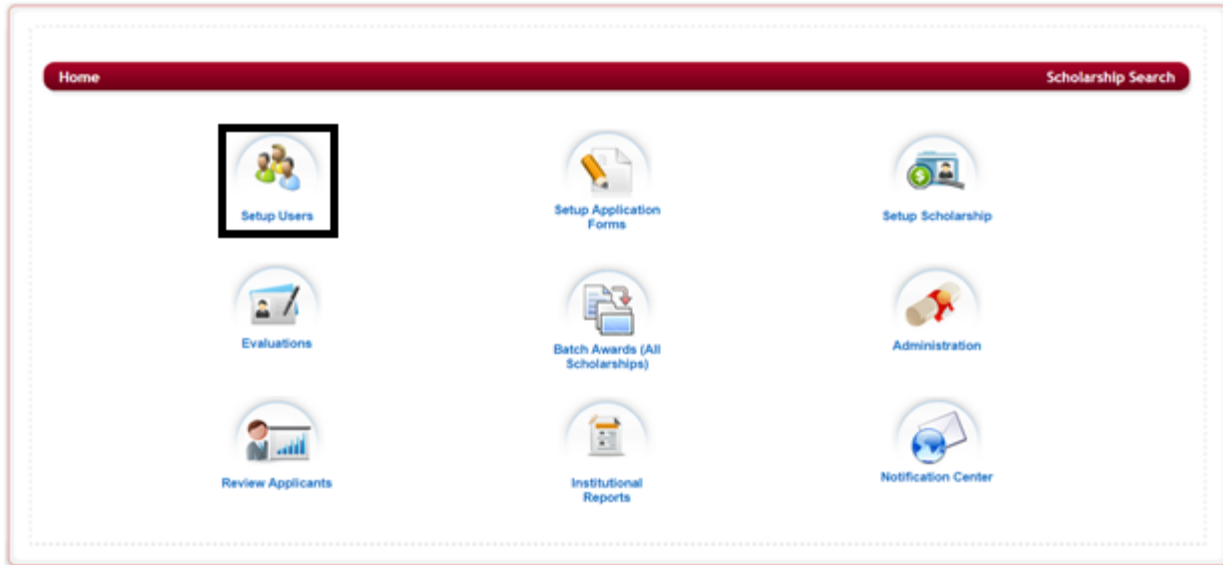 Home
Scholarship Search
Setup Users
Setup Application
Forms
Setup Scholarship
Evaluations
Batch Awards (All
Scholarships)
Administration
Review Applicants
Institutional
Reports
Notification Center